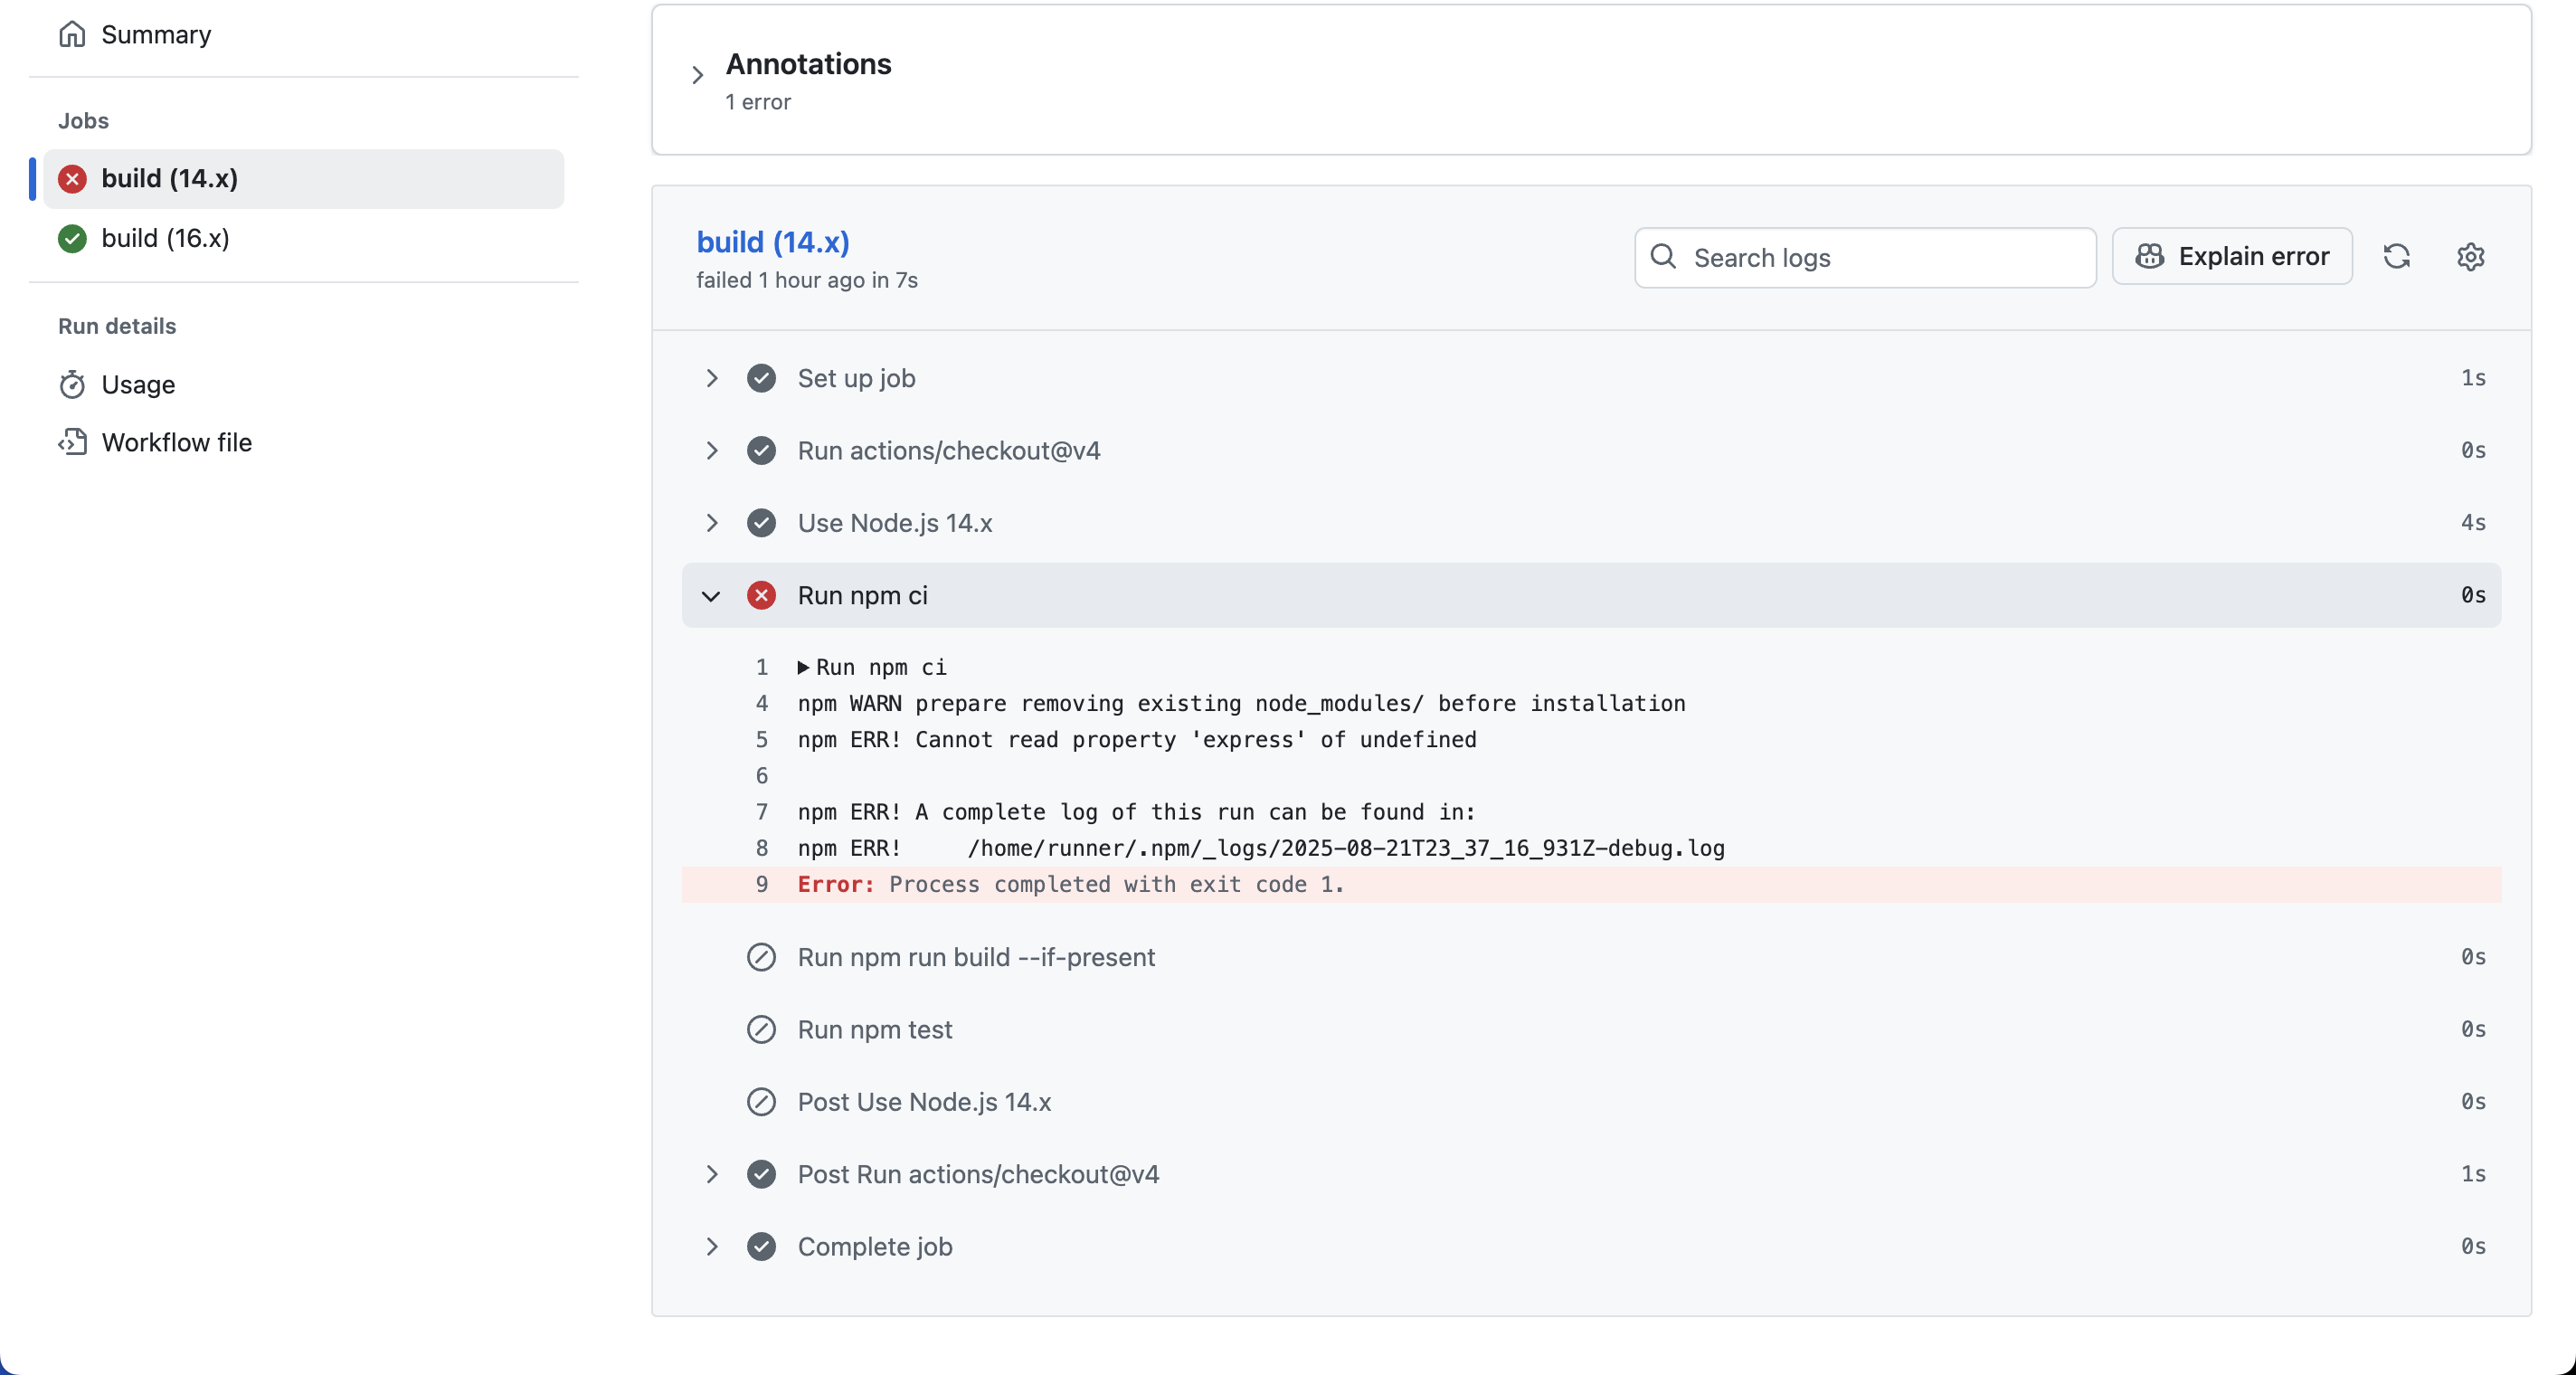 Summary
Jobs
build (14.x)
build (16.x)
Run details
Usage
Workflow file
Annotations
1 error
build (14.x)
failed 1 hour ago in 7s
Search logs
Explain error
Set up job 1s
Run actions/checkout@v4 0s
Use Node.js 14.x 4s
Run npm ci 0s
1 Run npm ci
4 npm WARN prepare removing existing node_modules/ before installation
5 npm ERR! Cannot read property 'express' of undefined
6
7 npm ERR! A complete log of this run can be found in:
8 npm ERR!     /home/runner/.npm/_logs/2025-08-21T23_37_16_931Z-debug.log
9 Error: Process completed with exit code 1.
Run npm run build --if-present 0s
Run npm test 0s
Post Use Node.js 14.x 0s
Post Run actions/checkout@v4 1s
Complete job 0s